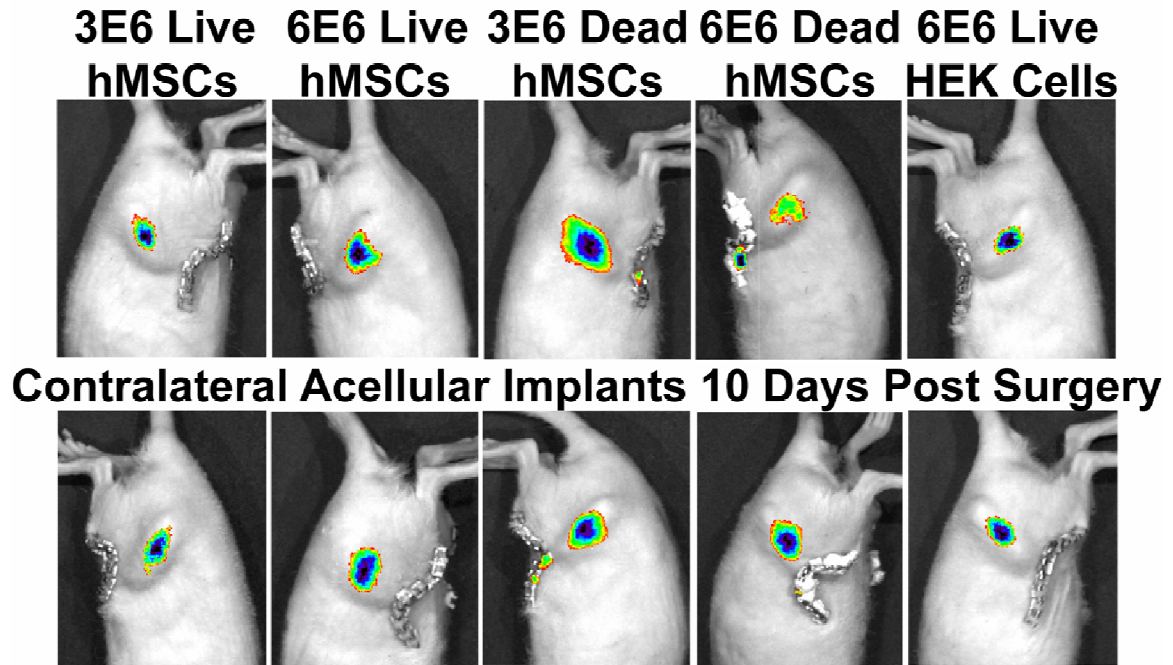 3E6 Live 6E6 Live 3E6 Dead 6E6 Dead 6E6 Live
hMSCs hMSCs hMSCs hMSCs HEK Cells
Contralateral Acellular Implants 10 Days Post Surgery